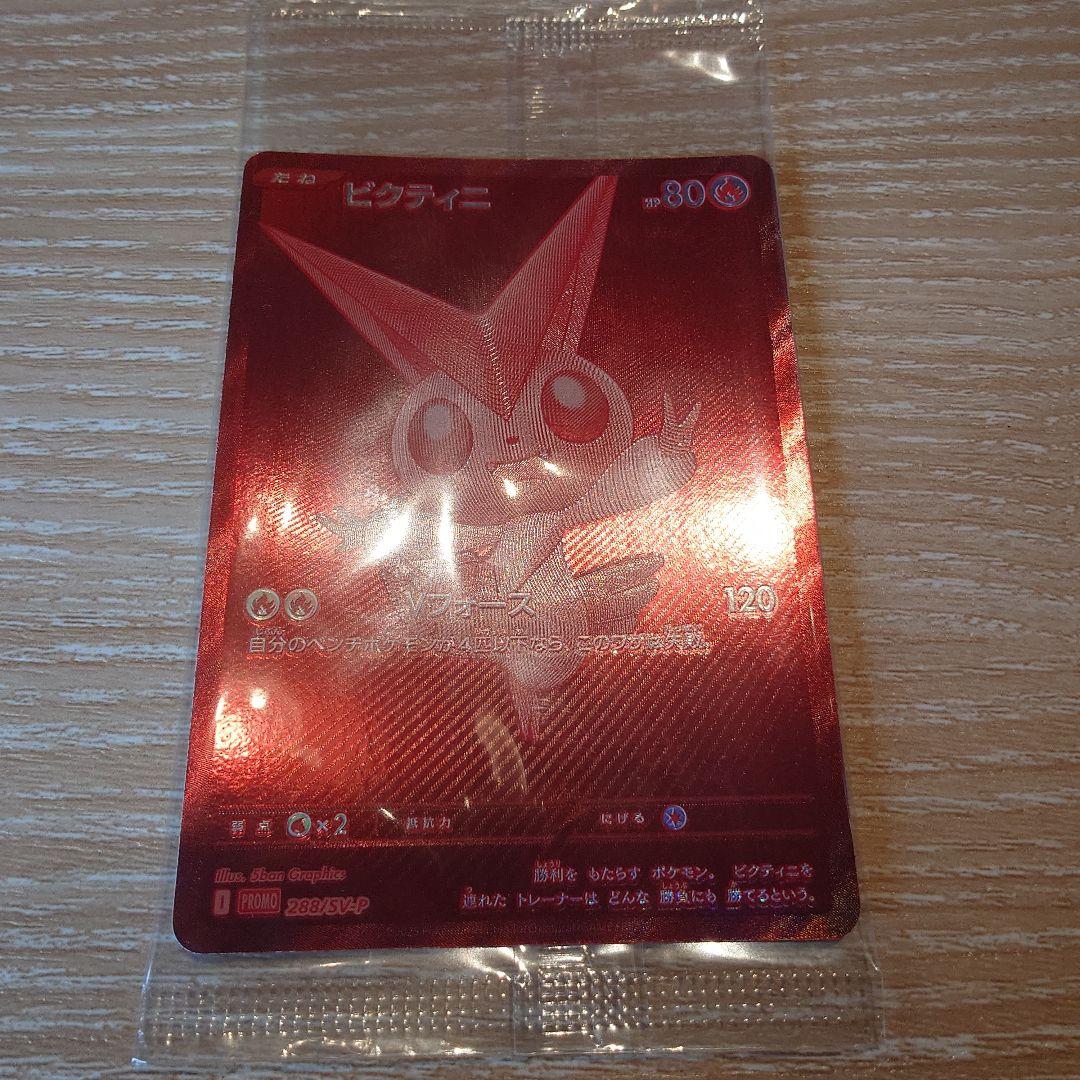 たね ビクティニ HP 80
Vフォース 120
自分のベンチポケモンが4匹以下なら、このワザは失敗。
弱点 ×2 抵抗力 にげる
Illus. 5ban Graphics
勝利を もたらす ポケモン。 ビクティニを
連れた トレーナーは どんな 勝負にも 勝てるという。
I PROMO 288/SV-P